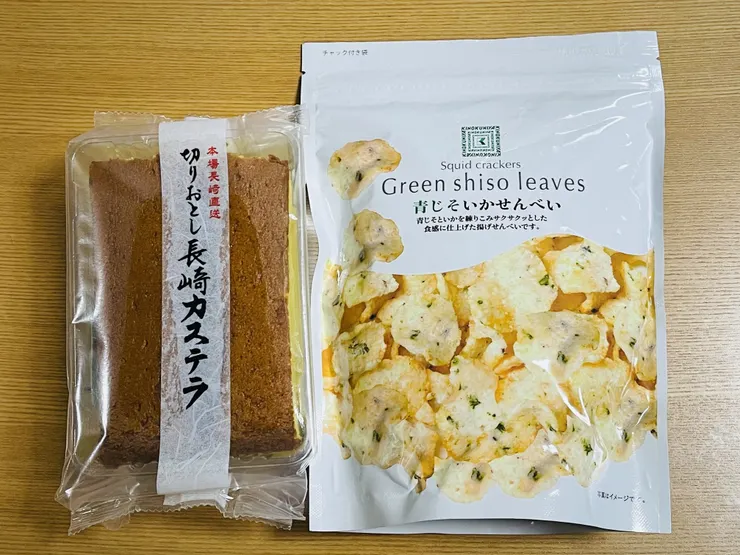 本場長崎直送
切りおとし長崎カステラ
チャック付き袋
KINOKUNIYA
Squid crackers
Green shiso leaves
青じそいかせんべい
青じそといかを練りこみサクサクッとした
食感に仕上げた揚げせんべいです。
写真はイメージです。